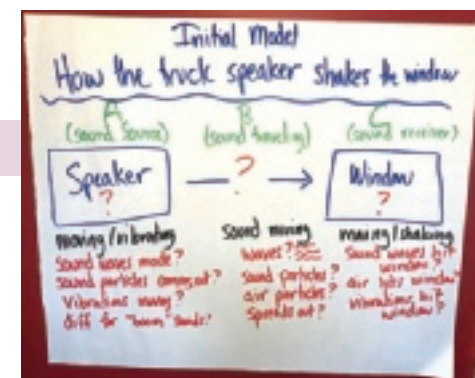 Initial Model
How the truck speaker shakes the window
A B C
(sound source) (sound traveling) (sound receiver)
Speaker ? Window
? ?
moving/vibrating sound moving moving/shaking
sound waves made? waves? sound waves hit window?
sound particles coming out? sound particles? air hits window?
vibrations moving? air particles? vibrations hit window?
diff for "boom" sounds? spreads out?